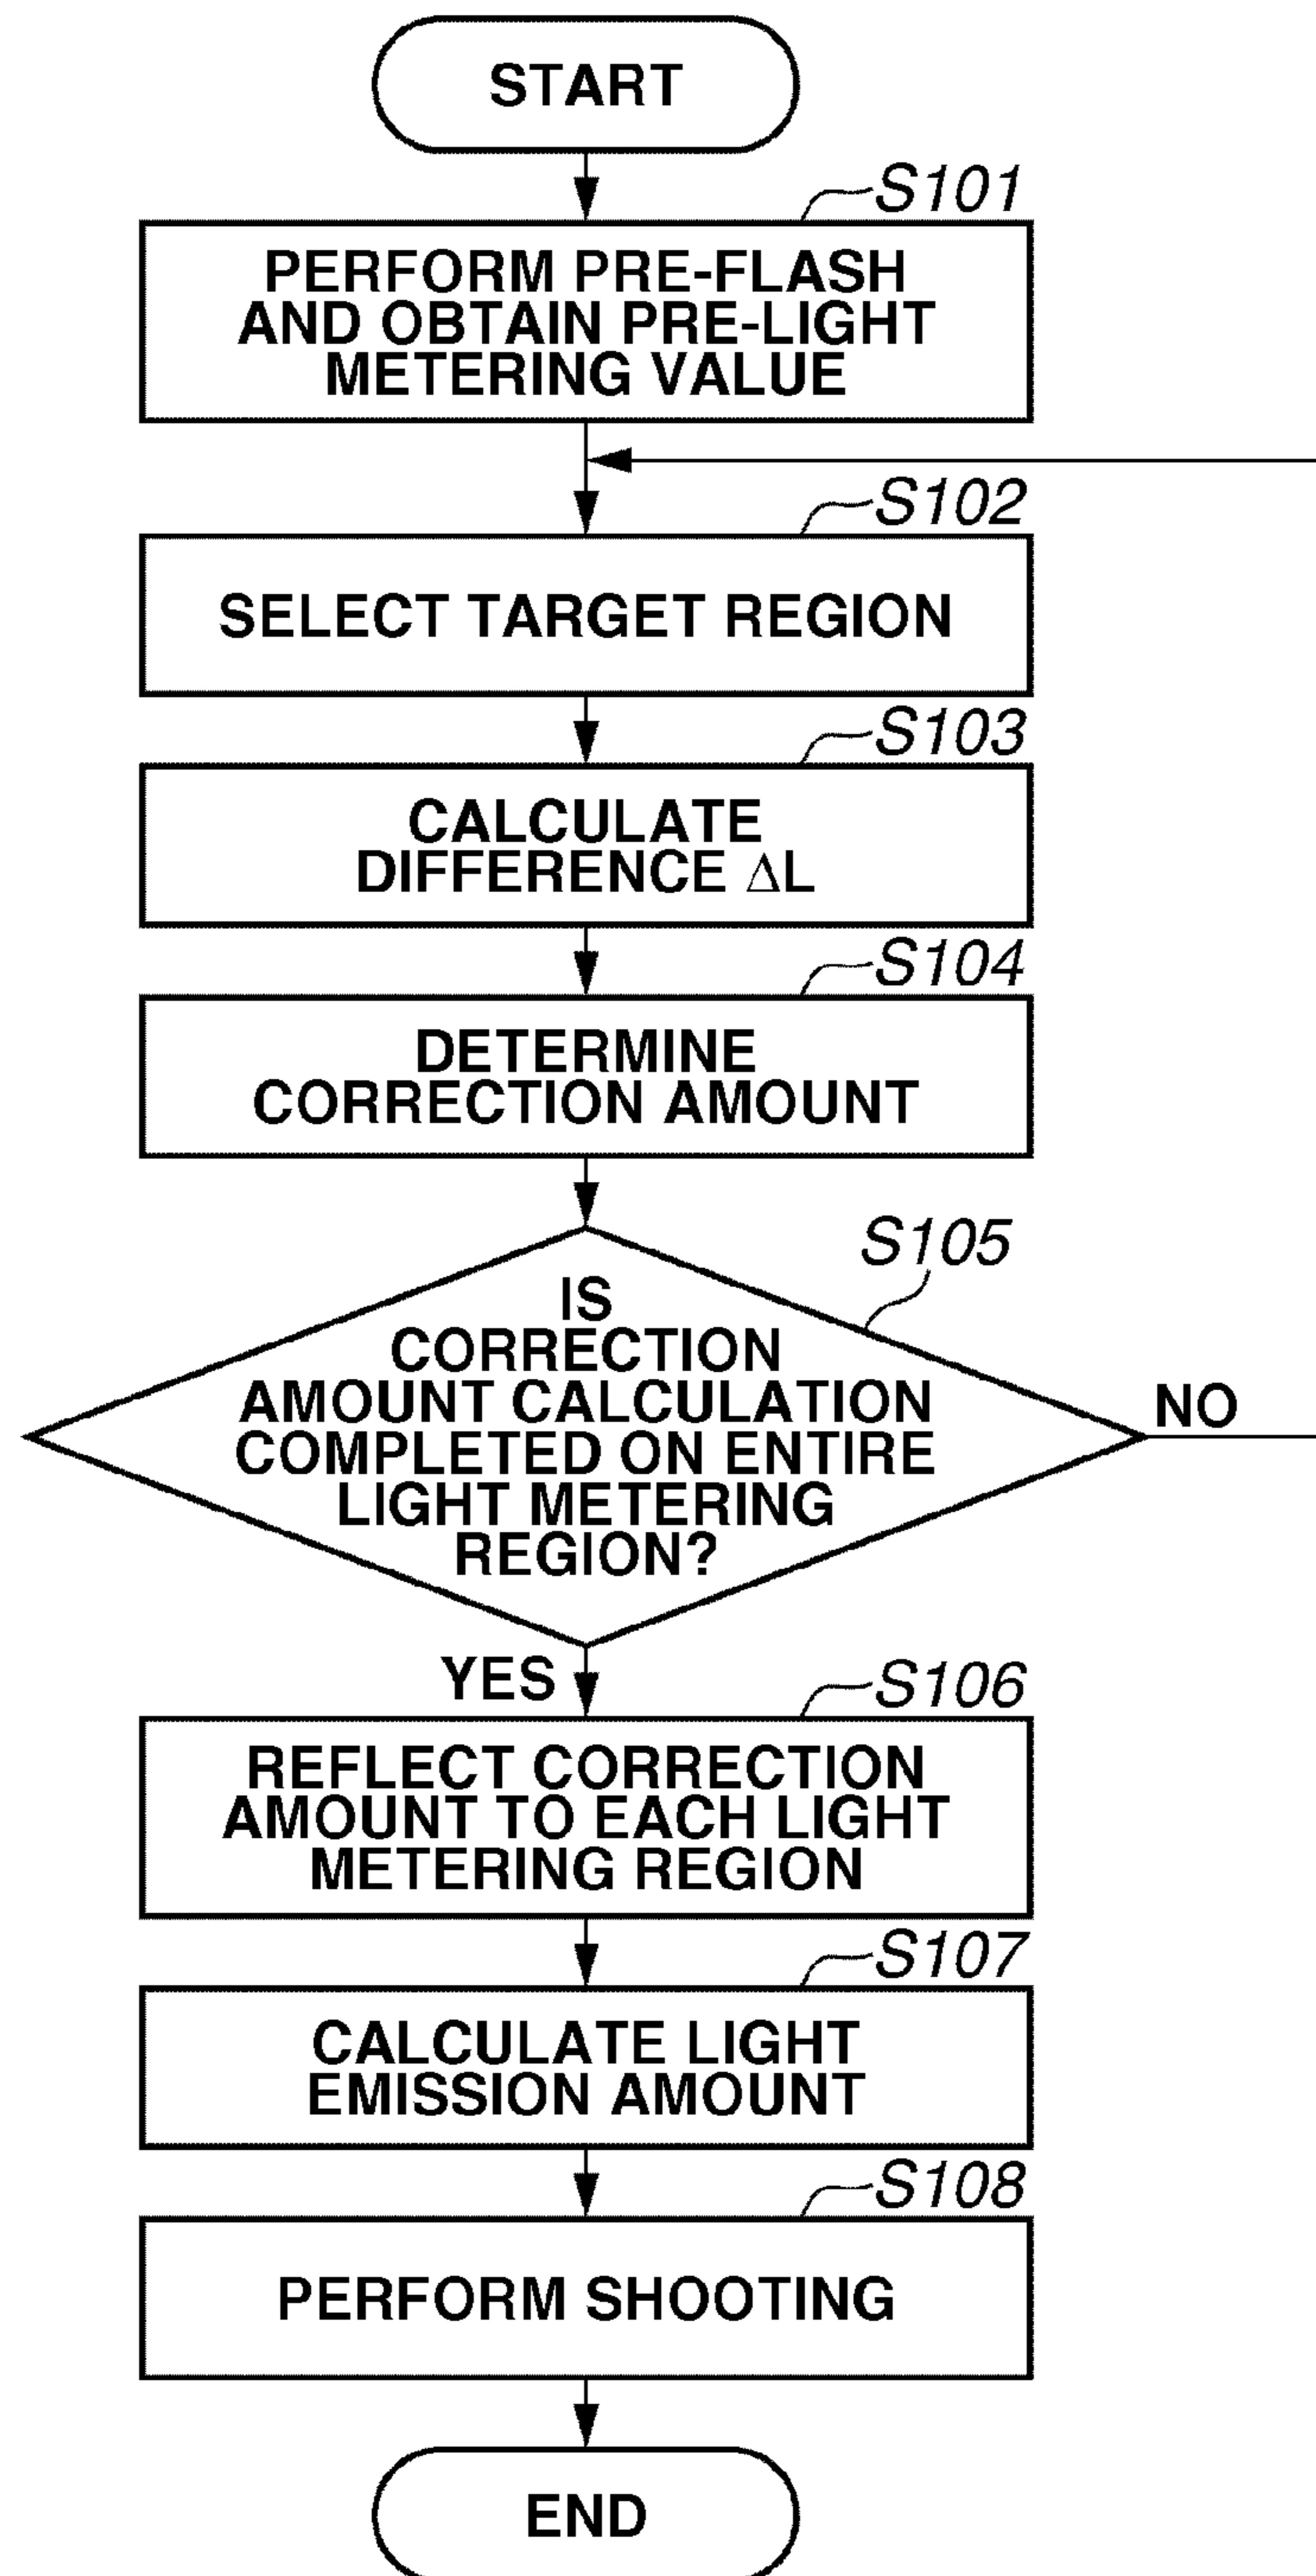 START
S101
PERFORM PRE-FLASH
AND OBTAIN PRE-LIGHT
METERING VALUE
S102
SELECT TARGET REGION
S103
CALCULATE
DIFFERENCE ΔL
S104
DETERMINE
CORRECTION AMOUNT
S105
IS
CORRECTION
AMOUNT CALCULATION
COMPLETED ON ENTIRE
LIGHT METERING
REGION?
NO
YES
S106
REFLECT CORRECTION
AMOUNT TO EACH LIGHT
METERING REGION
S107
CALCULATE LIGHT
EMISSION AMOUNT
S108
PERFORM SHOOTING
END